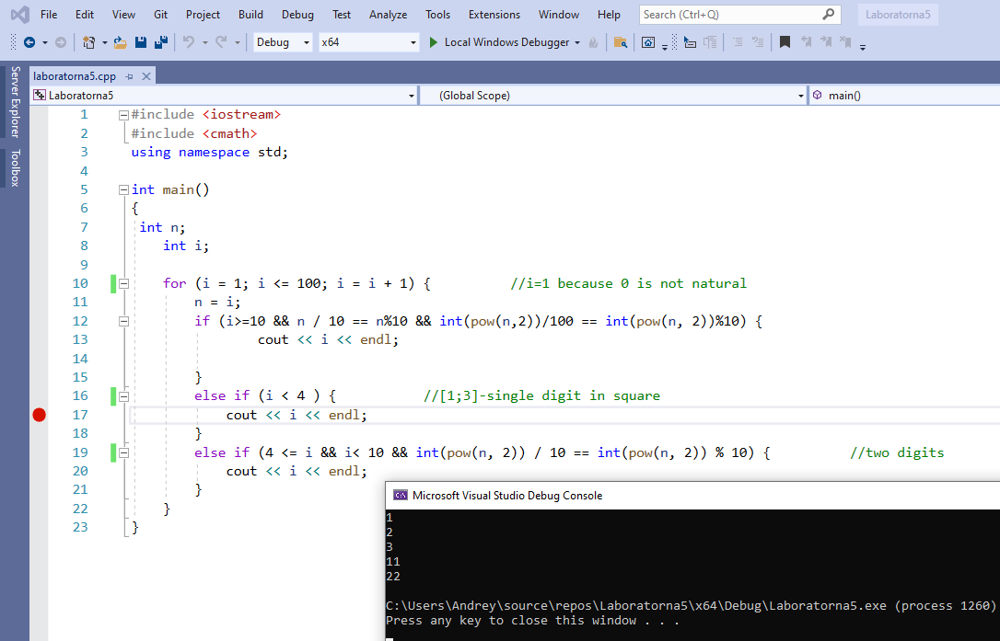 File Edit View Git Project Build Debug Test Analyze Tools Extensions Window Help Search (Ctrl+Q) Laboratorna5
Debug x64 Local Windows Debugger
Server Explorer
Toolbox
laboratorna5.cpp
Laboratorna5 (Global Scope) main()
1 #include <iostream>
2 #include <cmath>
3 using namespace std;
4
5 int main()
6 {
7 int n;
8 int i;
9
10 for (i = 1; i <= 100; i = i + 1) { //i=1 because 0 is not natural
11 n = i;
12 if (i>=10 && n / 10 == n%10 && int(pow(n,2))/100 == int(pow(n, 2))%10) {
13 cout << i << endl;
14
15 }
16 else if (i < 4 ) { //[1;3]-single digit in square
17 cout << i << endl;
18 }
19 else if (4 <= i && i< 10 && int(pow(n, 2)) / 10 == int(pow(n, 2)) % 10) { //two digits
20 cout << i << endl;
21 }
22 }
23 }
Microsoft Visual Studio Debug Console
1
2
3
11
22
C:\Users\Andrey\source\repos\Laboratorna5\x64\Debug\Laboratorna5.exe (process 1260)
Press any key to close this window . . .